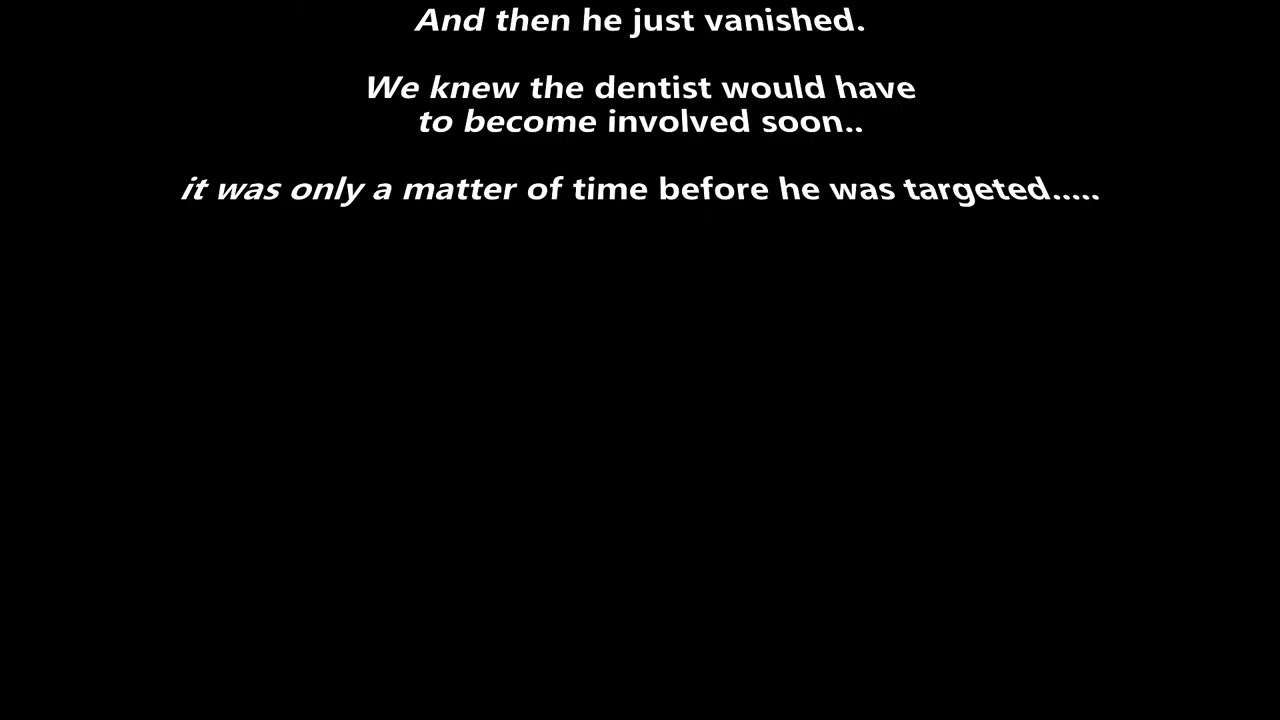 And then he just vanished.
We knew the dentist would have
to become involved soon..
it was only a matter of time before he was targeted.....